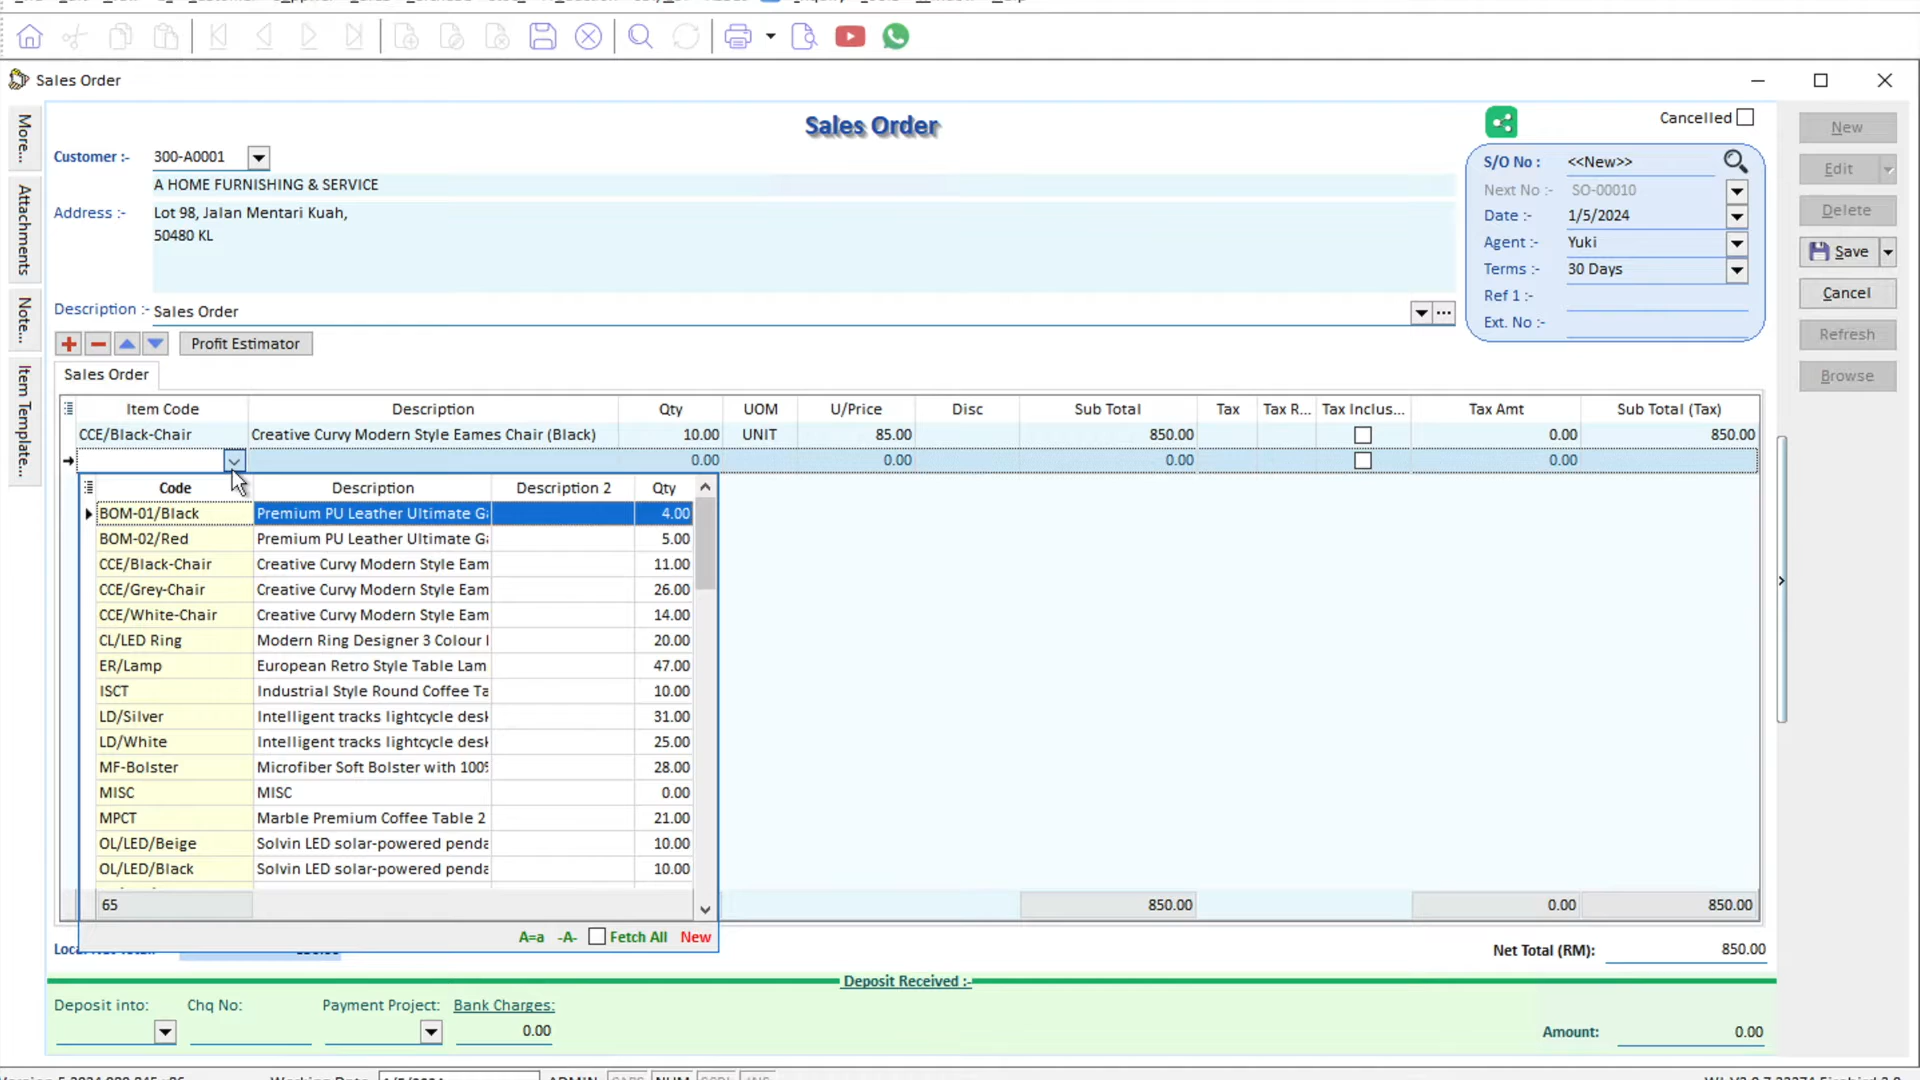 Sales Order
More...
Attachments
Note...
Item Template...
Sales Order
Cancelled
Customer :- 300-A0001
A HOME FURNISHING & SERVICE
Address :- Lot 98, Jalan Mentari Kuah,
50480 KL
Description :- Sales Order
S/O No : <<New>>
Next No :- SO-00010
Date :- 1/5/2024
Agent :- Yuki
Terms :- 30 Days
Ref 1 :-
Ext. No :-
New
Edit
Delete
Save
Cancel
Refresh
Browse
Profit Estimator
Sales Order
Item Code Description Qty UOM U/Price Disc Sub Total Tax Tax R... Tax Inclus... Tax Amt Sub Total (Tax)
CCE/Black-Chair Creative Curvy Modern Style Eames Chair (Black) 10.00 UNIT 85.00 850.00 0.00 850.00
0.00 0.00 0.00 0.00
Code Description Description 2 Qty
BOM-01/Black Premium PU Leather Ultimate G 4.00
BOM-02/Red Premium PU Leather Ultimate G 5.00
CCE/Black-Chair Creative Curvy Modern Style Eam 11.00
CCE/Grey-Chair Creative Curvy Modern Style Eam 26.00
CCE/White-Chair Creative Curvy Modern Style Eam 14.00
CL/LED Ring Modern Ring Designer 3 Colour 20.00
ER/Lamp European Retro Style Table Lam 47.00
ISCT Industrial Style Round Coffee Ta 10.00
LD/Silver Intelligent tracks lightcycle desk 31.00
LD/White Intelligent tracks lightcycle desk 25.00
MF-Bolster Microfiber Soft Bolster with 100% 28.00
MISC MISC 0.00
MPCT Marble Premium Coffee Table 2 21.00
OL/LED/Beige Solvin LED solar-powered penda 10.00
OL/LED/Black Solvin LED solar-powered penda 10.00
65
850.00 0.00 850.00
A=a -A- Fetch All New
Net Total (RM): 850.00
Deposit Received :-
Deposit into: Chq No: Payment Project: Bank Charges:
0.00
Amount: 0.00